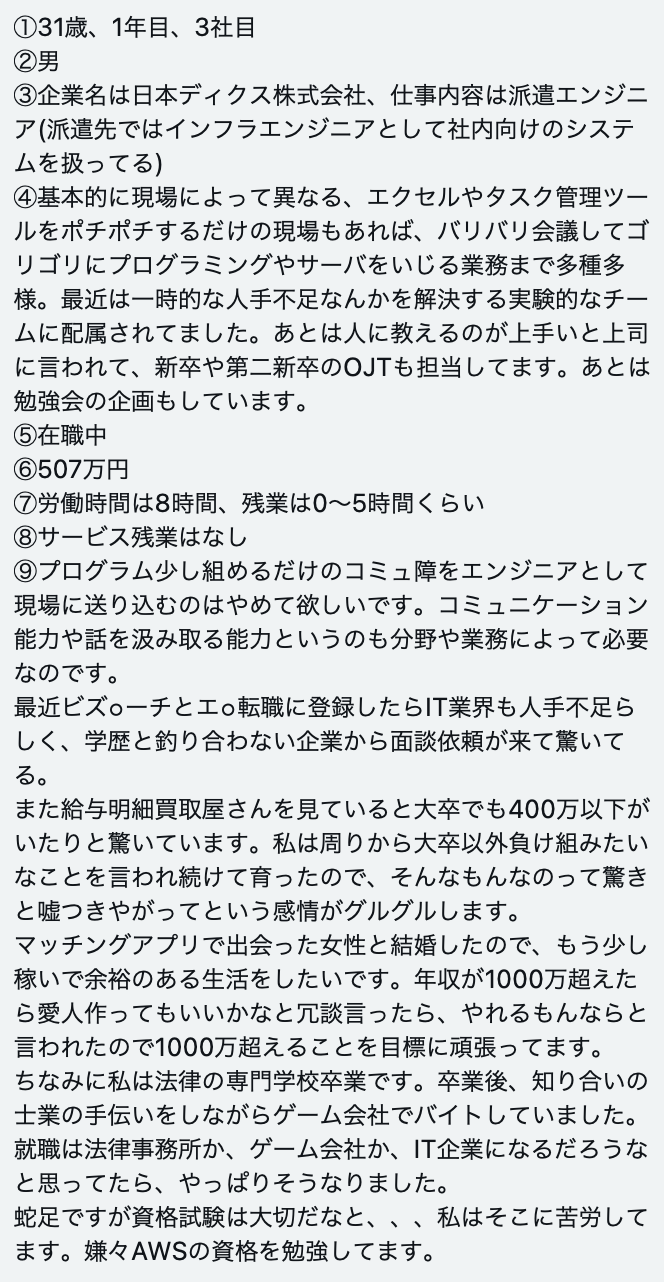 ①31歳、1年目、3社目
②男
③企業名は日本ディクス株式会社、仕事内容は派遣エンジニ
ア(派遣先ではインフラエンジニアとして社内向けのシステ
ムを扱ってる)
④基本的に現場によって異なる、エクセルやタスク管理ツー
ルをポチポチするだけの現場もあれば、バリバリ会議してゴ
リゴリにプログラミングやサーバをいじる業務まで多種多
様。最近は一時的な人手不足なんかを解決する実験的なチー
ムに配属されてました。あとは人に教えるのが上手いと上司
に言われて、新卒や第二新卒のOJTも担当してます。あとは
勉強会の企画もしています。
⑤在職中
⑥507万円
⑦労働時間は8時間、残業は0〜5時間くらい
⑧サービス残業はなし
⑨プログラム少し組めるだけのコミュ障をエンジニアとして
現場に送り込むのはやめて欲しいです。コミュニケーション
能力や話を汲み取る能力というのも分野や業務によって必要
なのです。
最近ビズ○ーチとエ○転職に登録したらIT業界も人手不足ら
しく、学歴と釣り合わない企業から面談依頼が来て驚いて
る。
また給与明細買取屋さんを見ていると大卒でも400万以下が
いたりと驚いています。私は周りから大卒以外負け組みたい
なことを言われ続けて育ったので、そんなもんなのって驚き
と嘘つきやがってという感情がグルグルします。
マッチングアプリで出会った女性と結婚したので、もう少し
稼いで余裕のある生活をしたいです。年収が1000万超えた
ら愛人作ってもいいかなと冗談言ったら、やれるもんならと
言われたので1000万超えることを目標に頑張ってます。
ちなみに私は法律の専門学校卒業です。卒業後、知り合いの
士業の手伝いをしながらゲーム会社でバイトしていました。
就職は法律事務所か、ゲーム会社か、IT企業になるだろうな
と思ってたら、やっぱりそうなりました。
蛇足ですが資格試験は大切だなと、、、私はそこに苦労して
ます。嫌々AWSの資格を勉強してます。